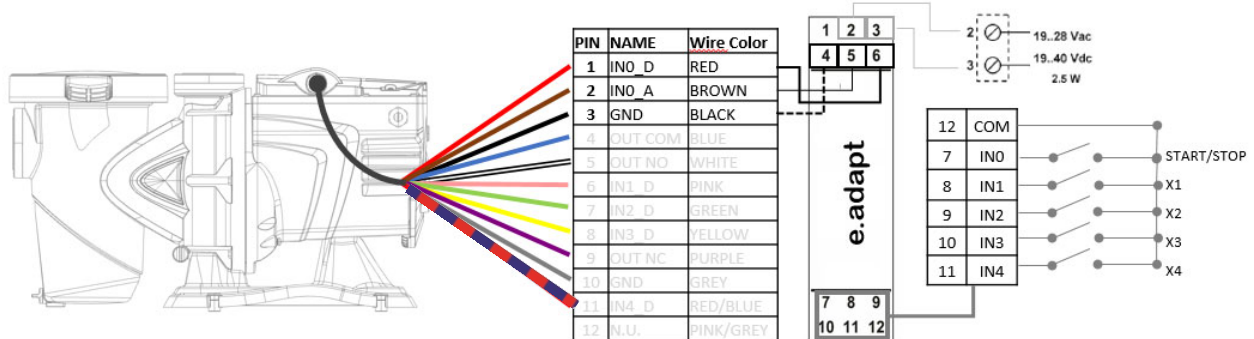 PIN NAME Wire Color
1 IN0_D RED
2 IN0_A BROWN
3 GND BLACK
4 OUT COM BLUE
5 OUT NO WHITE
6 IN1_D PINK
7 IN2_D GREEN
8 IN3_D YELLOW
9 OUT NC PURPLE
10 GND GREY
11 IN4_D RED/BLUE
12 N.U. PINK/GREY
1 2 3
4 5 6
e.adapt
7 8 9
10 11 12
2 19..28 Vac
3 19..40 Vdc
2.5 W
12 COM
7 IN0 START/STOP
8 IN1 X1
9 IN2 X2
10 IN3 X3
11 IN4 X4